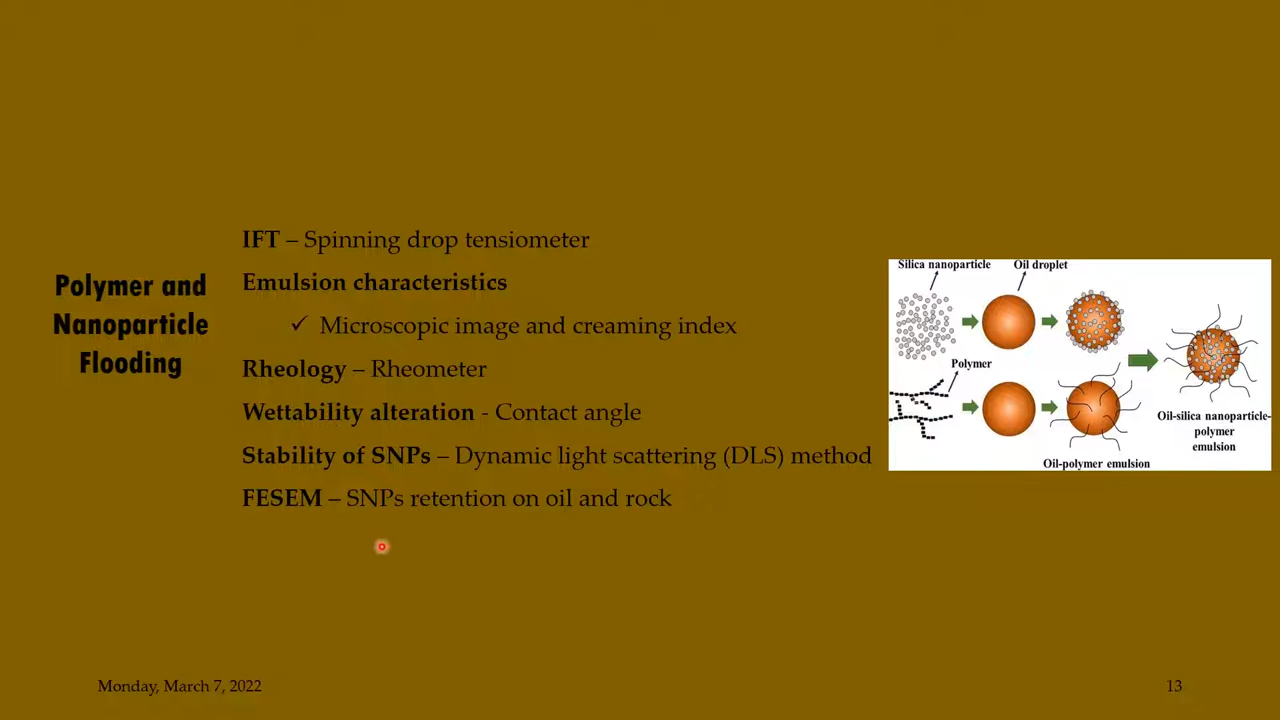 Polymer and
Nanoparticle
Flooding
IFT – Spinning drop tensiometer
Emulsion characteristics
✓ Microscopic image and creaming index
Rheology – Rheometer
Wettability alteration - Contact angle
Stability of SNPs – Dynamic light scattering (DLS) method
FESEM – SNPs retention on oil and rock
Silica nanoparticle
Oil droplet
Polymer
Oil-polymer emulsion
Oil-silica nanoparticle-
polymer
emulsion
Monday, March 7, 2022
13